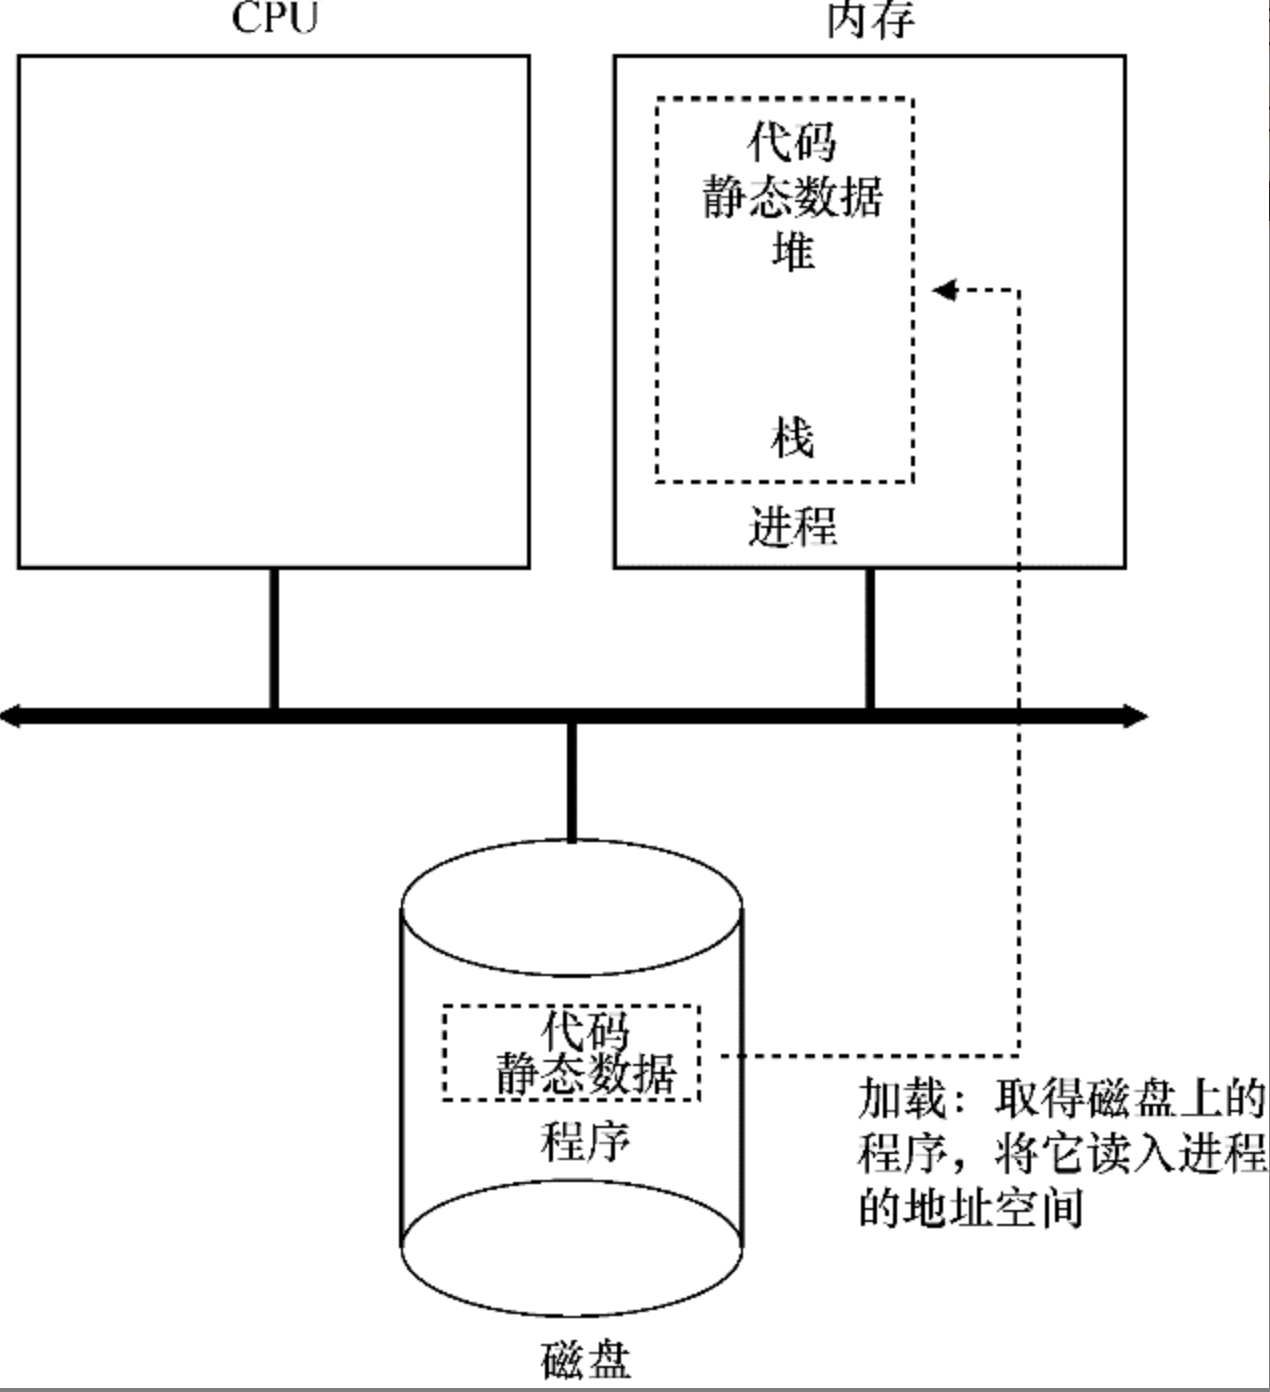 CPU
内存
代码
静态数据
堆
栈
进程
代码
静态数据
程序
加载：取得磁盘上的
程序，将它读入进程
的地址空间
磁盘